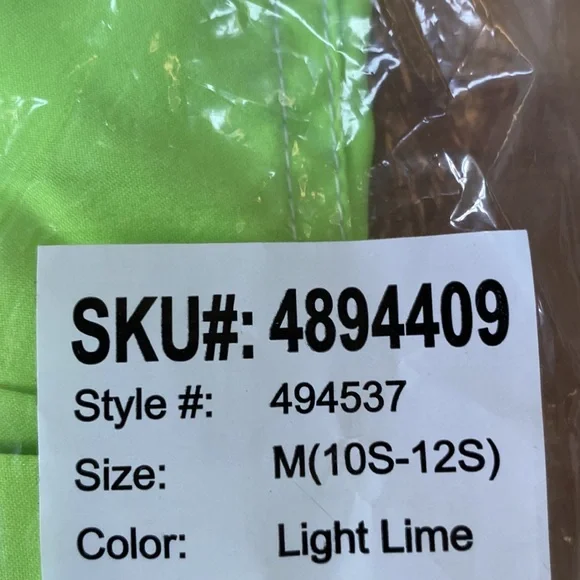 SKU#: 4894409
Style #: 494537
Size: M(10S-12S)
Color: Light Lime